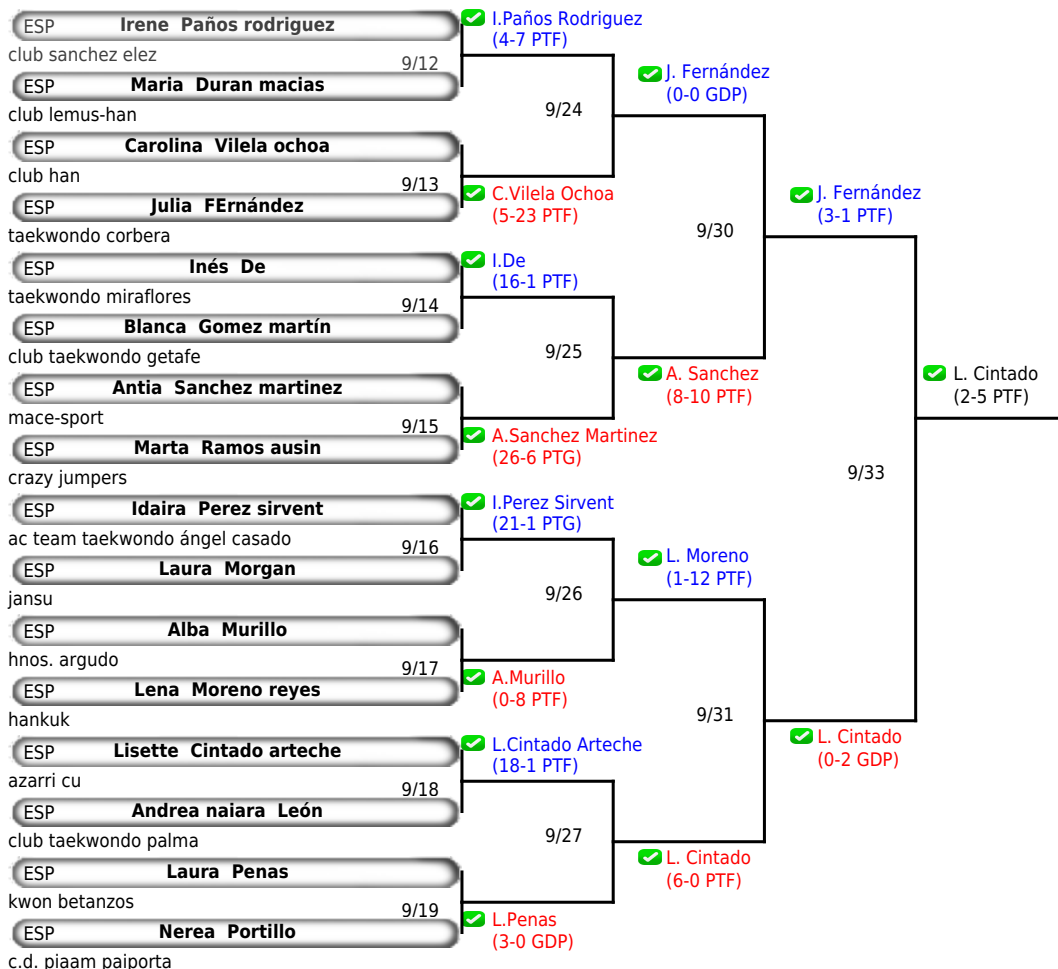 ESP Irene Paños rodriguez
club sanchez elez
9/12
ESP Maria Duran macias
club lemus-han
ESP Carolina Vilela ochoa
club han
9/13
ESP Julia FErnández
taekwondo corbera
ESP Inés De
taekwondo miraflores
9/14
ESP Blanca Gomez martín
club taekwondo getafe
ESP Antia Sanchez martinez
mace-sport
9/15
ESP Marta Ramos ausin
crazy jumpers
ESP Idaira Perez sirvent
ac team taekwondo ángel casado
9/16
ESP Laura Morgan
jansu
ESP Alba Murillo
hnos. argudo
9/17
ESP Lena Moreno reyes
hankuk
ESP Lisette Cintado arteche
azarri cu
9/18
ESP Andrea naiara León
club taekwondo palma
ESP Laura Penas
kwon betanzos
9/19
ESP Nerea Portillo
c.d. piaam paiporta
I.Paños Rodriguez
(4-7 PTF)
9/24
C.Vilela Ochoa
(5-23 PTF)
I.De
(16-1 PTF)
9/25
A.Sanchez Martinez
(26-6 PTG)
I.Perez Sirvent
(21-1 PTG)
9/26
A.Murillo
(0-8 PTF)
L.Cintado Arteche
(18-1 PTF)
9/27
L.Penas
(3-0 GDP)
J. Fernández
(0-0 GDP)
9/30
A. Sanchez
(8-10 PTF)
L. Moreno
(1-12 PTF)
9/31
L. Cintado
(6-0 PTF)
J. Fernández
(3-1 PTF)
9/33
L. Cintado
(0-2 GDP)
L. Cintado
(2-5 PTF)